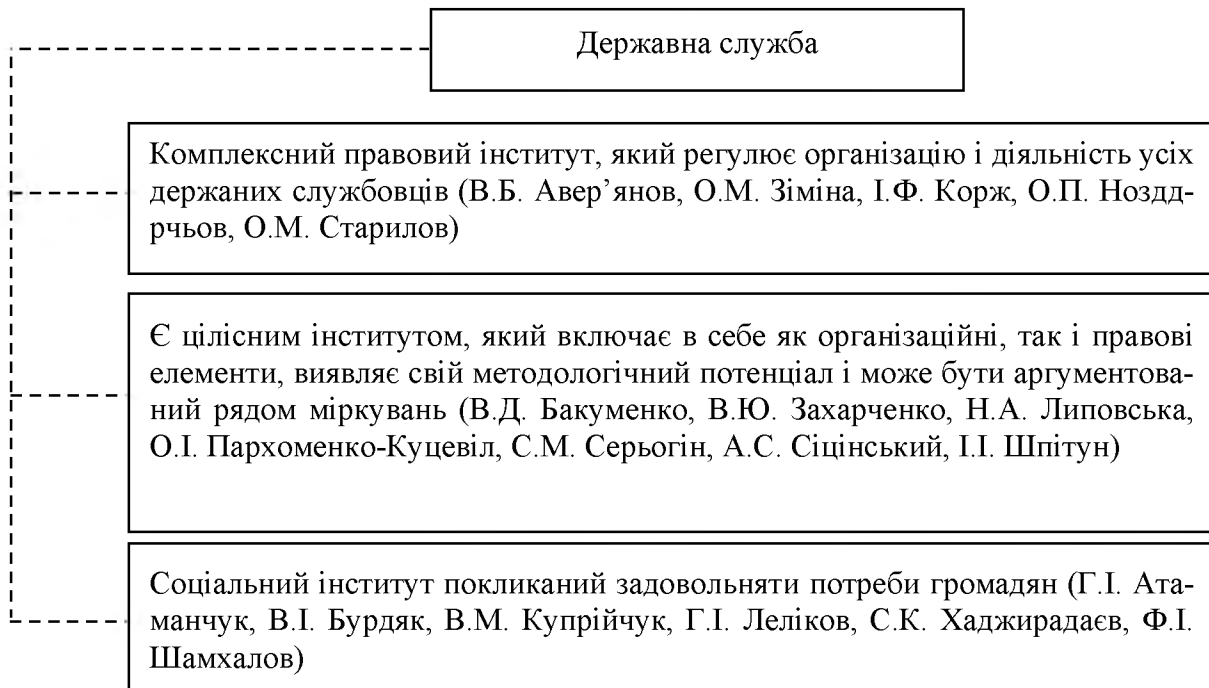 Державна служба
Комплексний правовий інститут, який регулює організацію і діяльність усіх
держаних службовців (В.Б. Авер’янов, О.М. Зіміна, І.Ф. Корж, О.П. Нозд­д-
рчьов, О.М. Старилов)
Є цілісним інститутом, який включає в себе як організаційні, так і правові
елементи, виявляє свій методологічний потенціал і може бути аргументова-
ний рядом міркувань (В.Д. Бакуменко, В.Ю. Захарченко, Н.А. Липовська,
О.І. Пархоменко-Куцевіл, С.М. Серьогін, А.С. Сіцінський, І.І. Шпітун)
Соціальний інститут покликаний задовольняти потреби громадян (Г.І. Ата-
манчук, В.І. Бурдяк, В.М. Купрійчук, Г.І. Леліков, С.К. Хаджирадаєв, Ф.І.
Шамхалов)